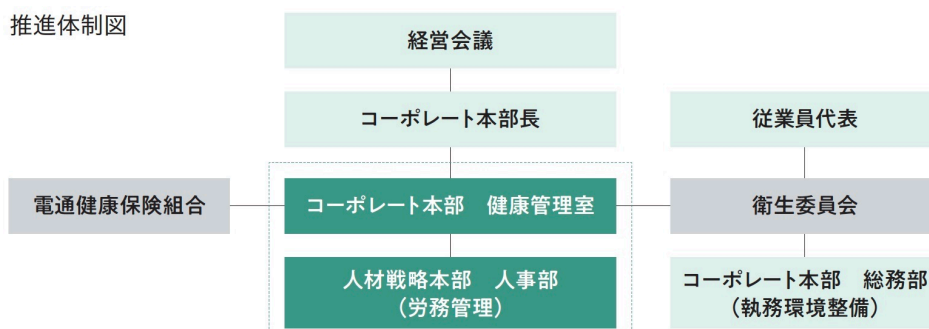 推進体制図
経営会議
コーポレート本部長
従業員代表
電通健康保険組合
コーポレート本部　健康管理室
衛生委員会
人材戦略本部　人事部
（労務管理）
コーポレート本部　総務部
（執務環境整備）